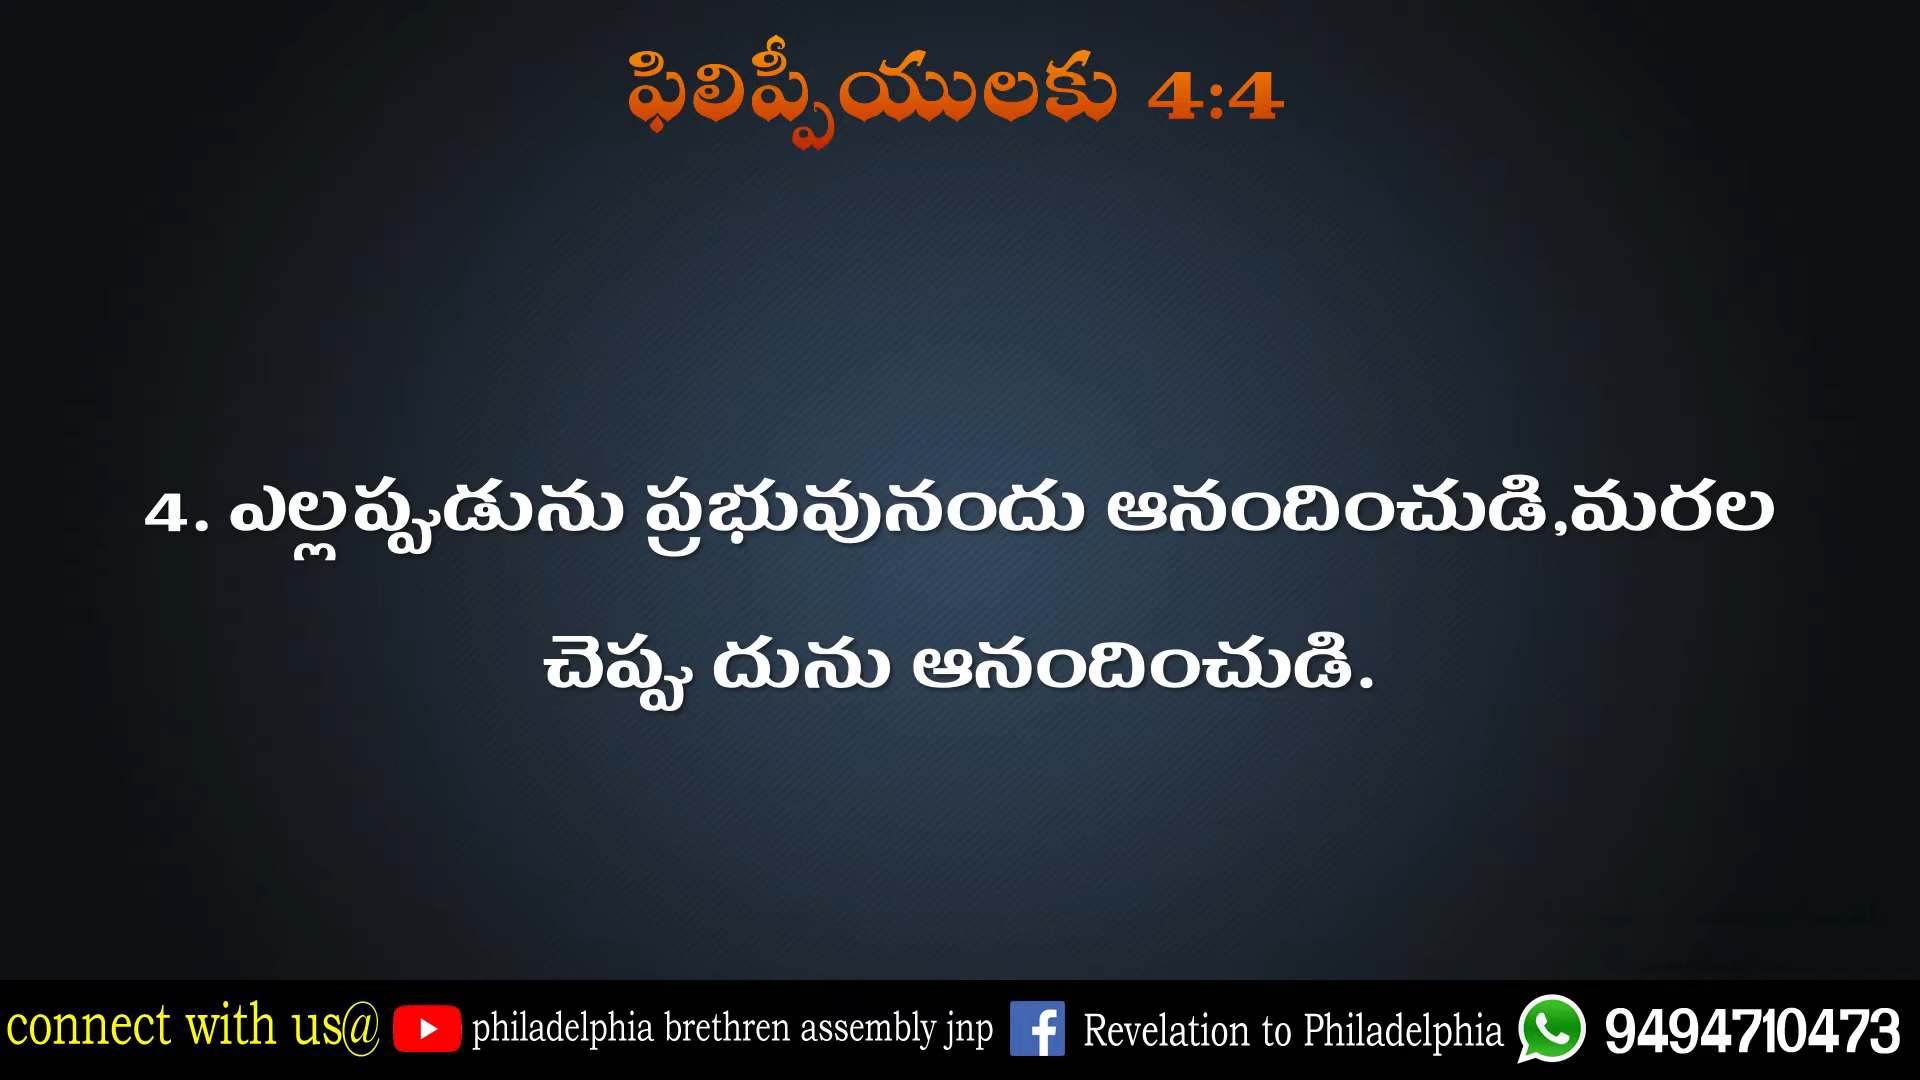 ఫిలిప్పీయులకు 4:4
4. ఎల్లప్పుడును ప్రభువునందు ఆనందించుడి,మరల
చెప్పు దును ఆనందించుడి.
connect with us@ philadelphia brethren assembly jnp Revelation to Philadelphia 9494710473